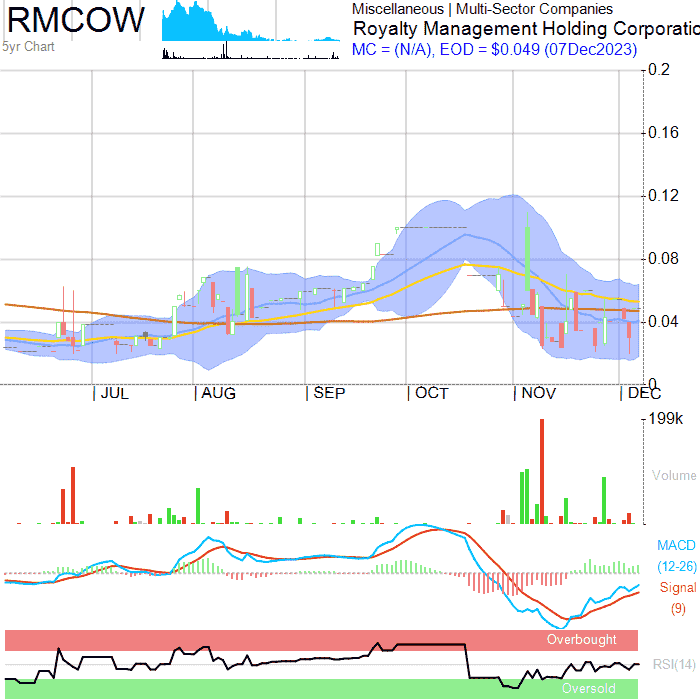 RMCOW
5yr Chart
Miscellaneous | Multi-Sector Companies
Royalty Management Holding Corporatio
MC = (N/A), EOD = $0.049 (07Dec2023)
0.2
0.16
0.12
0.08
0.04
0
JUL AUG SEP OCT NOV DEC
199k
Volume
MACD
(12-26)
Signal
(9)
Overbought
RSI(14)
Oversold